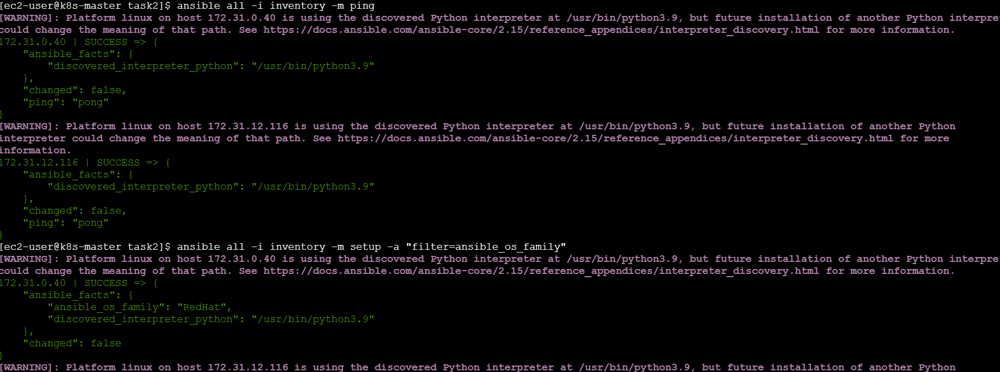 [ec2-user@k8s-master task2]$ ansible all -i inventory -m ping
[WARNING]: Platform linux on host 172.31.0.40 is using the discovered Python interpreter at /usr/bin/python3.9, but future installation of another Python interpre
could change the meaning of that path. See https://docs.ansible.com/ansible-core/2.15/reference_appendices/interpreter_discovery.html for more information.
172.31.0.40 | SUCCESS => {
    "ansible_facts": {
        "discovered_interpreter_python": "/usr/bin/python3.9"
    },
    "changed": false,
    "ping": "pong"
}
[WARNING]: Platform linux on host 172.31.12.116 is using the discovered Python interpreter at /usr/bin/python3.9, but future installation of another Python
interpreter could change the meaning of that path. See https://docs.ansible.com/ansible-core/2.15/reference_appendices/interpreter_discovery.html for more
information.
172.31.12.116 | SUCCESS => {
    "ansible_facts": {
        "discovered_interpreter_python": "/usr/bin/python3.9"
    },
    "changed": false,
    "ping": "pong"
}
[ec2-user@k8s-master task2]$ ansible all -i inventory -m setup -a "filter=ansible_os_family"
[WARNING]: Platform linux on host 172.31.0.40 is using the discovered Python interpreter at /usr/bin/python3.9, but future installation of another Python interpre
could change the meaning of that path. See https://docs.ansible.com/ansible-core/2.15/reference_appendices/interpreter_discovery.html for more information.
172.31.0.40 | SUCCESS => {
    "ansible_facts": {
        "ansible_os_family": "RedHat",
        "discovered_interpreter_python": "/usr/bin/python3.9"
    },
    "changed": false
}
[WARNING]: Platform linux on host 172.31.12.116 is using the discovered Python interpreter at /usr/bin/python3.9, but future installation of another Python